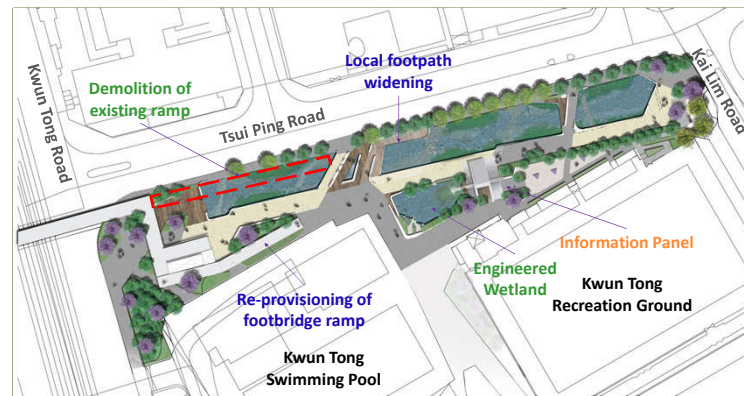 Kwun Tong Road
Demolition of
existing ramp
Tsui Ping Road
Local footpath
widening
Kai Lim Road
Re-provisioning of
footbridge ramp
Kwun Tong
Swimming Pool
Engineered
Wetland
Information Panel
Kwun Tong
Recreation Ground